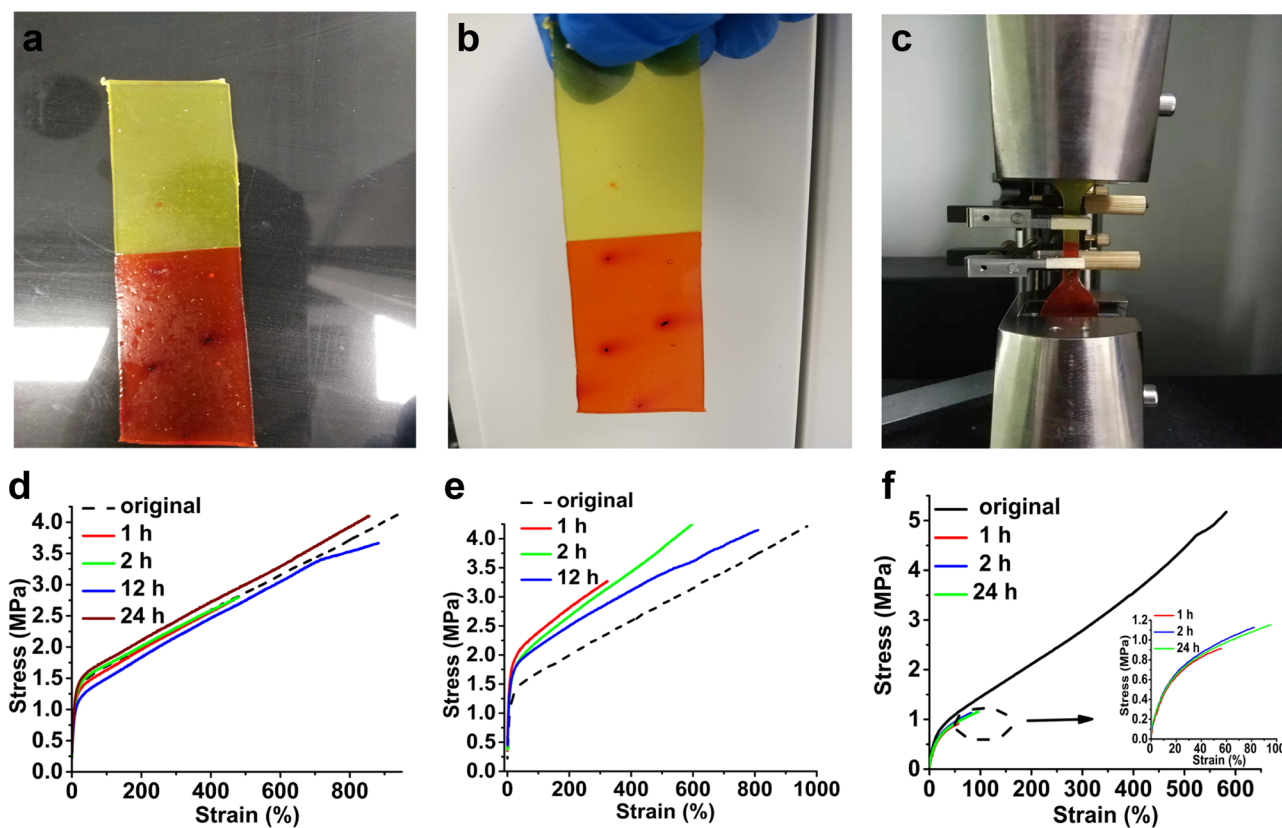 a
b
c
d
original
1 h
2 h
12 h
24 h
4.0
3.5
3.0
2.5
2.0
1.5
1.0
0.5
0.0
Stress (MPa)
0 200 400 600 800
Strain (%)
e
original
1 h
2 h
12 h
4.0
3.5
3.0
2.5
2.0
1.5
1.0
0.5
0.0
Stress (MPa)
0 200 400 600 800 1000
Strain (%)
f
original
1 h
2 h
24 h
5
4
3
2
1
0
Stress (MPa)
0 100 200 300 400 500 600
Strain (%)
1 h
2 h
24 h
1.2
1.0
0.8
0.6
0.4
0.2
0.0
Stress (MPa)
0 20 40 60 80 100
Strain (%)